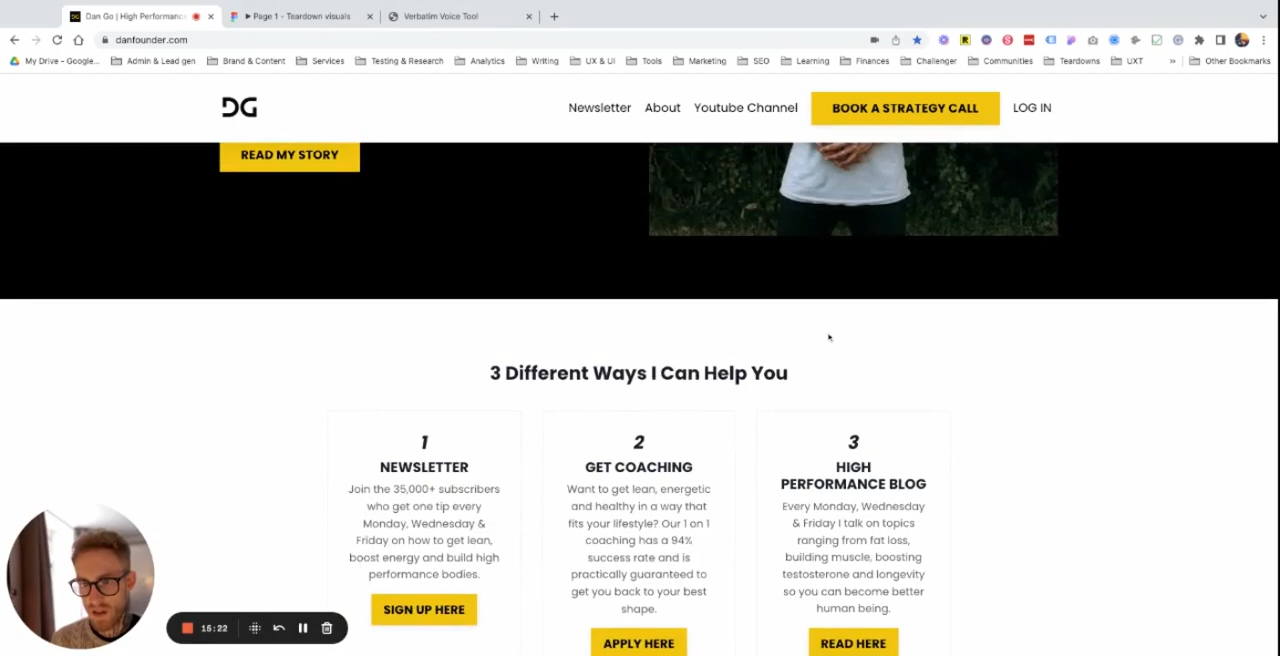 Dan Go | High Performance
Page 1 - Teardown visuals
Verbatim Voice Tool
danfounder.com
My Drive - Google...
Admin & Lead gen
Brand & Content
Services
Testing & Research
Analytics
Writing
UX & UI
Tools
Marketing
SEO
Learning
Finances
Challenger
Communities
Teardowns
UXT
»
Other Bookmarks
DG
Newsletter
About
Youtube Channel
BOOK A STRATEGY CALL
LOG IN
READ MY STORY
3 Different Ways I Can Help You
1
NEWSLETTER
Join the 35,000+ subscribers
who get one tip every
Monday, Wednesday &
Friday on how to get lean,
boost energy and build high
performance bodies.
SIGN UP HERE
2
GET COACHING
Want to get lean, energetic
and healthy in a way that
fits your lifestyle? Our 1 on 1
coaching has a 94%
success rate and is
practically guaranteed to
get you back to your best
shape.
APPLY HERE
3
HIGH
PERFORMANCE BLOG
Every Monday, Wednesday
& Friday I talk on topics
ranging from fat loss,
building muscle, boosting
testosterone and longevity
so you can become better
human being.
READ HERE
15:22